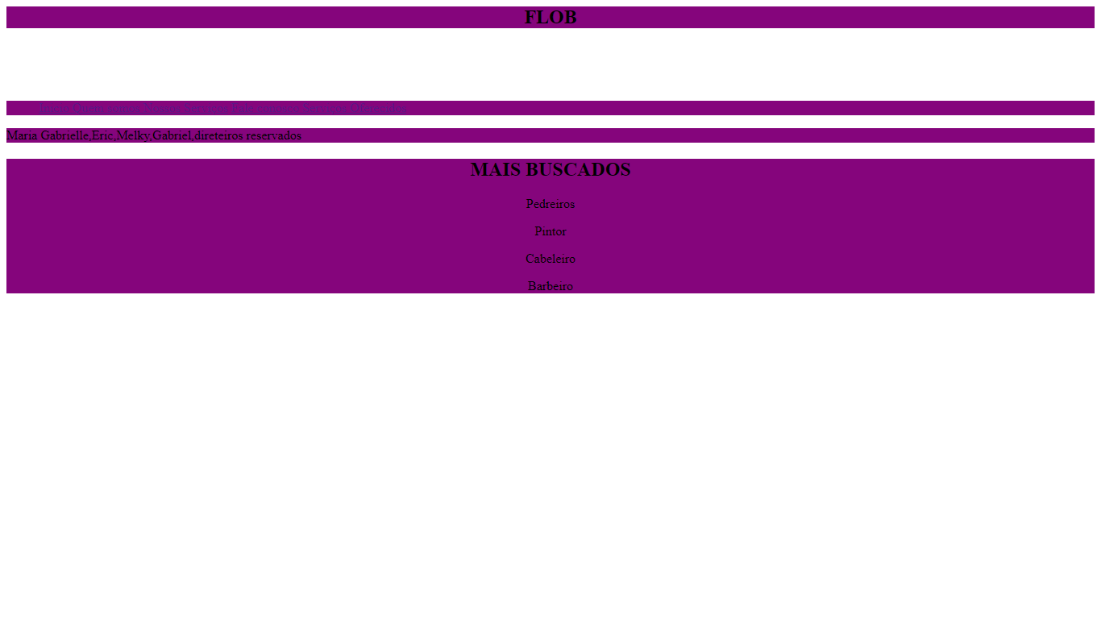 FLOB
Maria Gabrielle,Eric,Melky,Gabriel,direteiros reservados
MAIS BUSCADOS
Pedreiros
Pintor
Cabeleiro
Barbeiro